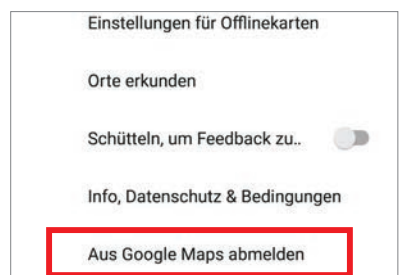 Einstellungen für Offlinekarten
Orte erkunden
Schütteln, um Feedback zu..
Info, Datenschutz & Bedingungen
Aus Google Maps abmelden